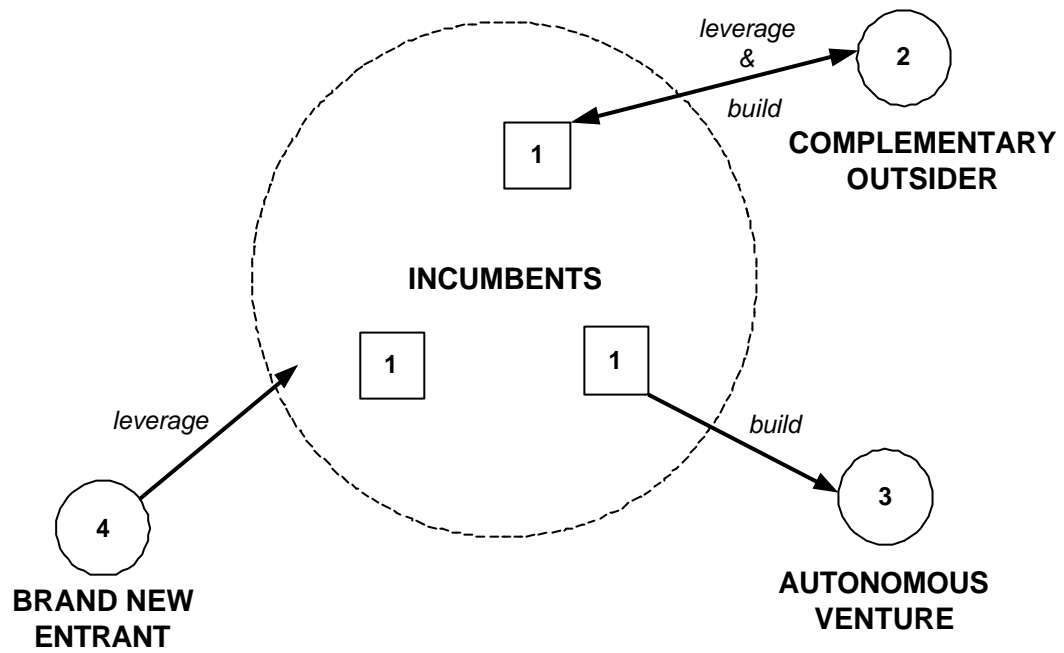 leverage
&
build
2
COMPLEMENTARY
OUTSIDER
1
INCUMBENTS
1
1
leverage
build
4
BRAND NEW
ENTRANT
3
AUTONOMOUS
VENTURE